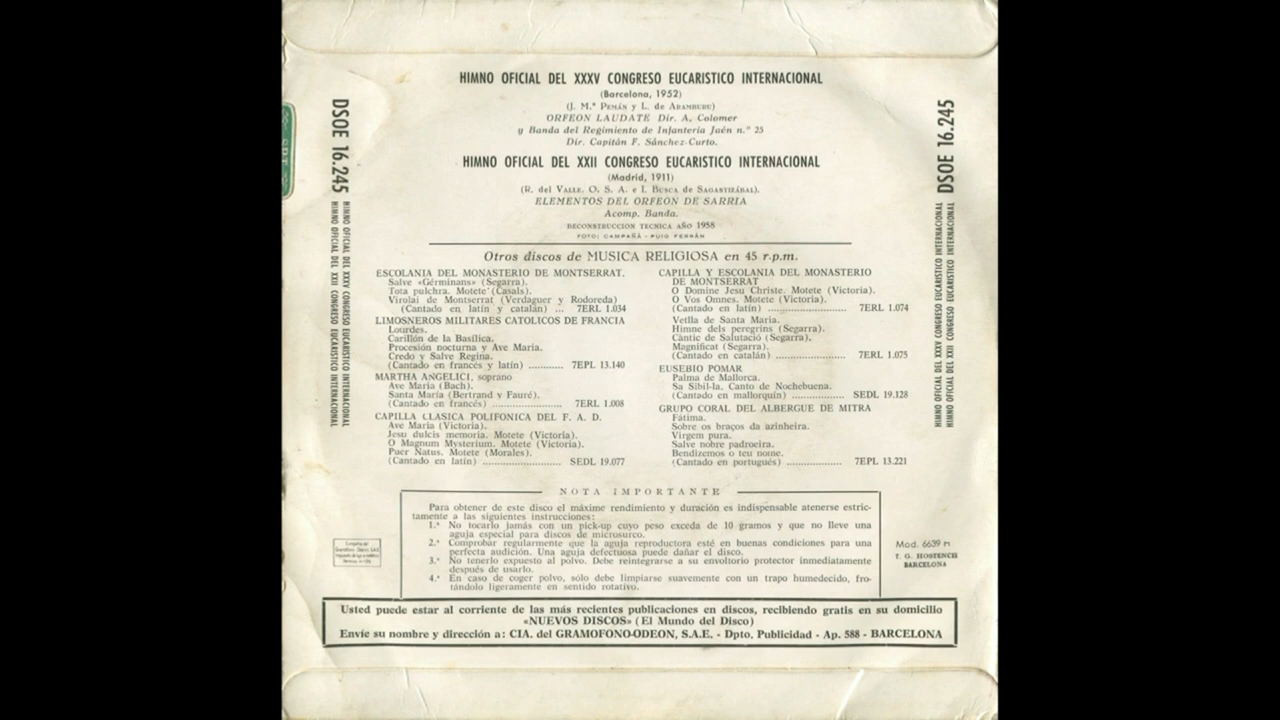 HIMNO OFICIAL DEL XXXV CONGRESO EUCARISTICO INTERNACIONAL
(Barcelona, 1952)
(J. M.ª PEMÁN y L. de ARAMBURU)
ORFEON LAUDATE Dir. A. Colomer
y Banda del Regimiento de Infantería Jaén n.º 25
Dir. Capitán F. Sánchez-Curto.
HIMNO OFICIAL DEL XXII CONGRESO EUCARISTICO INTERNACIONAL
(Madrid, 1911)
(R. del VALLE. O. S. A. e I. BUSCA de SAGASTIZÁBAL).
ELEMENTOS DEL ORFEON DE SARRIA
Acomp. Banda.
RECONSTRUCCION TECNICA AÑO 1958
FOTO: CAMPAÑÁ - PUIG FERRÁN
DSOE 16.245
HIMNO OFICIAL DEL XXXV CONGRESO EUCARISTICO INTERNACIONAL
HIMNO OFICIAL DEL XXII CONGRESO EUCARISTICO INTERNACIONAL
DSOE 16.245
HIMNO OFICIAL DEL XXXV CONGRESO EUCARISTICO INTERNACIONAL
HIMNO OFICIAL DEL XXII CONGRESO EUCARISTICO INTERNACIONAL
Otros discos de MUSICA RELIGIOSA en 45 r.p.m.
ESCOLANIA DEL MONASTERIO DE MONTSERRAT.
Salve «Gérminans» (Segarra).
Tota pulchra. Motete (Casals).
Virolai de Montserrat (Verdaguer y Rodoreda)
(Cantado en latín y catalán) ... 7ERL 1.034
LIMOSNEROS MILITARES CATOLICOS DE FRANCIA
Lourdes.
Carillón de la Basílica.
Procesión nocturna y Ave María.
Credo y Salve Regina.
(Cantado en francés y latín) ............ 7EPL 13.140
MARTHA ANGELICI, soprano
Ave María (Bach).
Santa María (Bertrand y Fauré).
(Cantado en francés) ..................... 7ERL 1.008
CAPILLA CLASICA POLIFONICA DEL F. A. D.
Ave María (Victoria).
Jesu dulcis memoria. Motete (Victoria).
O Magnum Mysterium. Motete (Victoria).
Puer Natus. Motete (Morales).
(Cantado en latín) ........................... SEDL 19.077
CAPILLA Y ESCOLANIA DEL MONASTERIO
DE MONTSERRAT
O Domine Jesu Christe. Motete (Victoria).
O Vos Omnes. Motete (Victoria).
(Cantado en latín) ........................... 7ERL 1.074
Vetlla de Santa Maria.
Himne dels peregrins (Segarra).
Càntic de Salutació (Segarra).
Magnificat (Segarra).
(Cantado en catalán) ........................ 7ERL 1.075
EUSEBIO POMAR
Palma de Mallorca.
Sa Sibil-la, Canto de Nochebuena.
(Cantado en mallorquín) .................. SEDL 19.128
GRUPO CORAL DEL ALBERGUE DE MITRA
Fátima.
Sobre os braços da azinheira.
Virgem pura.
Salve nobre padroeira.
Bendizemos o teu nome.
(Cantado en portugués) .................. 7EPL 13.221
NOTA IMPORTANTE
Para obtener de este disco el máximo rendimiento y duración es indispensable atenerse estric-
tamente a las siguientes instrucciones:
1.ª No tocarlo jamás con un pick-up cuyo peso exceda de 10 gramos y que no lleve una
aguja especial para discos de microsurco.
2.ª Comprobar regularmente que la aguja reproductora esté en buenas condiciones para una
perfecta audición. Una aguja defectuosa puede dañar el disco.
3.ª No tenerlo expuesto al polvo. Debe reintegrarse a su envoltorio protector inmediatamente
después de usarlo.
4.ª En caso de coger polvo, sólo debe limpiarse suavemente con un trapo humedecido, fro-
tándolo ligeramente en sentido rotativo.
Mod. 6639 M
T. G. HOSTENCH
BARCELONA
Usted puede estar al corriente de las más recientes publicaciones en discos, recibiendo gratis en su domicilio
«NUEVOS DISCOS» (El Mundo del Disco)
Envíe su nombre y dirección a: CIA. del GRAMOFONO-ODEON, S.A.E. - Dpto. Publicidad - Ap. 588 - BARCELONA